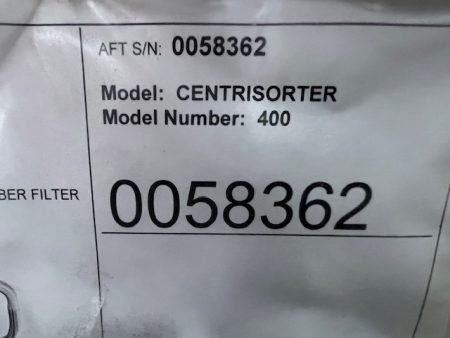 AFT S/N: 0058362
Model: CENTRISORTER
Model Number: 400
BER FILTER
0058362